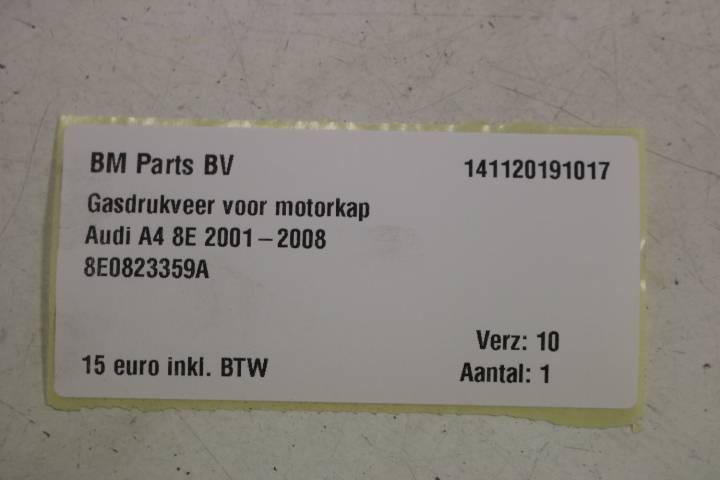 BM Parts BV 141120191017
Gasdrukveer voor motorkap
Audi A4 8E 2001-2008
8E0823359A
Verz: 10
15 euro inkl. BTW Aantal: 1